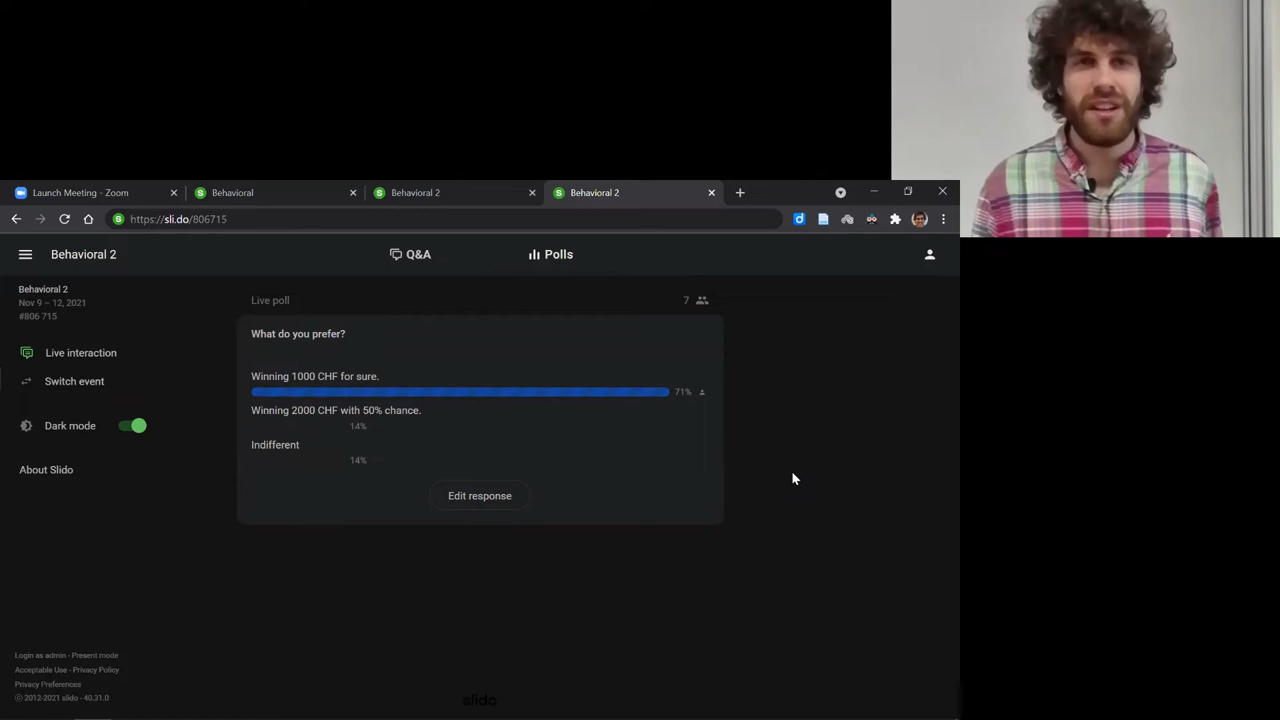 Launch Meeting - Zoom
Behavioral
Behavioral 2
Behavioral 2
https://sli.do/806715
Behavioral 2
Q&A
Polls
Behavioral 2
Nov 9 – 12, 2021
#806 715
Live interaction
Switch event
Dark mode
About Slido
Live poll
7
What do you prefer?
Winning 1000 CHF for sure.
71%
Winning 2000 CHF with 50% chance.
14%
Indifferent
14%
Edit response
Login as admin - Present mode
Acceptable Use - Privacy Policy
Privacy Preferences
© 2012-2021 slido - 40.31.0
slido